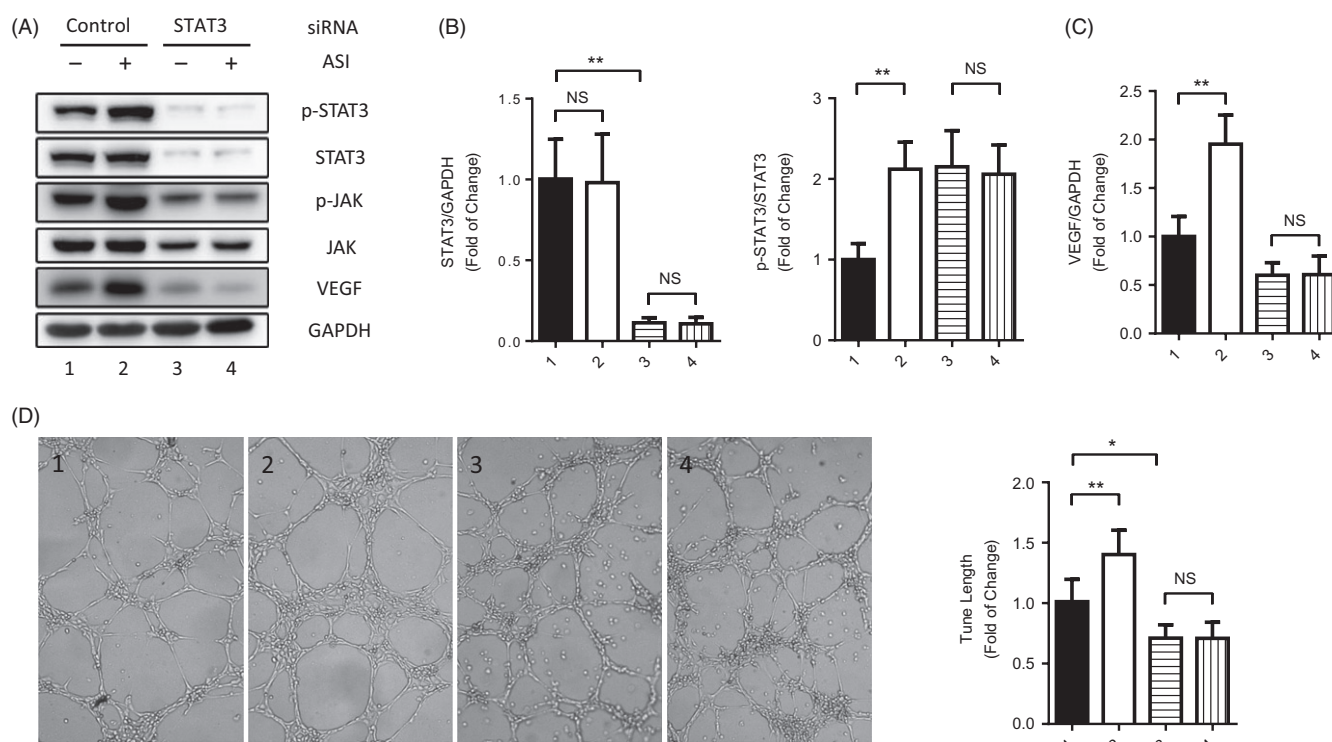 (A)
Control STAT3 siRNA
– + – + ASI
p-STAT3
STAT3
p-JAK
JAK
VEGF
GAPDH
1 2 3 4
(B)
**
NS
NS
1.5
1.0
0.5
0.0
STAT3/GAPDH
(Fold of Change)
1 2 3 4
**
NS
3
2
1
0
p-STAT3/STAT3
(Fold of Change)
1 2 3 4
(C)
**
NS
2.5
2.0
1.5
1.0
0.5
0.0
VEGF/GAPDH
(Fold of Change)
1 2 3 4
(D)
1 2 3 4
*
**
NS
2.0
1.5
1.0
0.5
0.0
Tune Length
(Fold of Change)